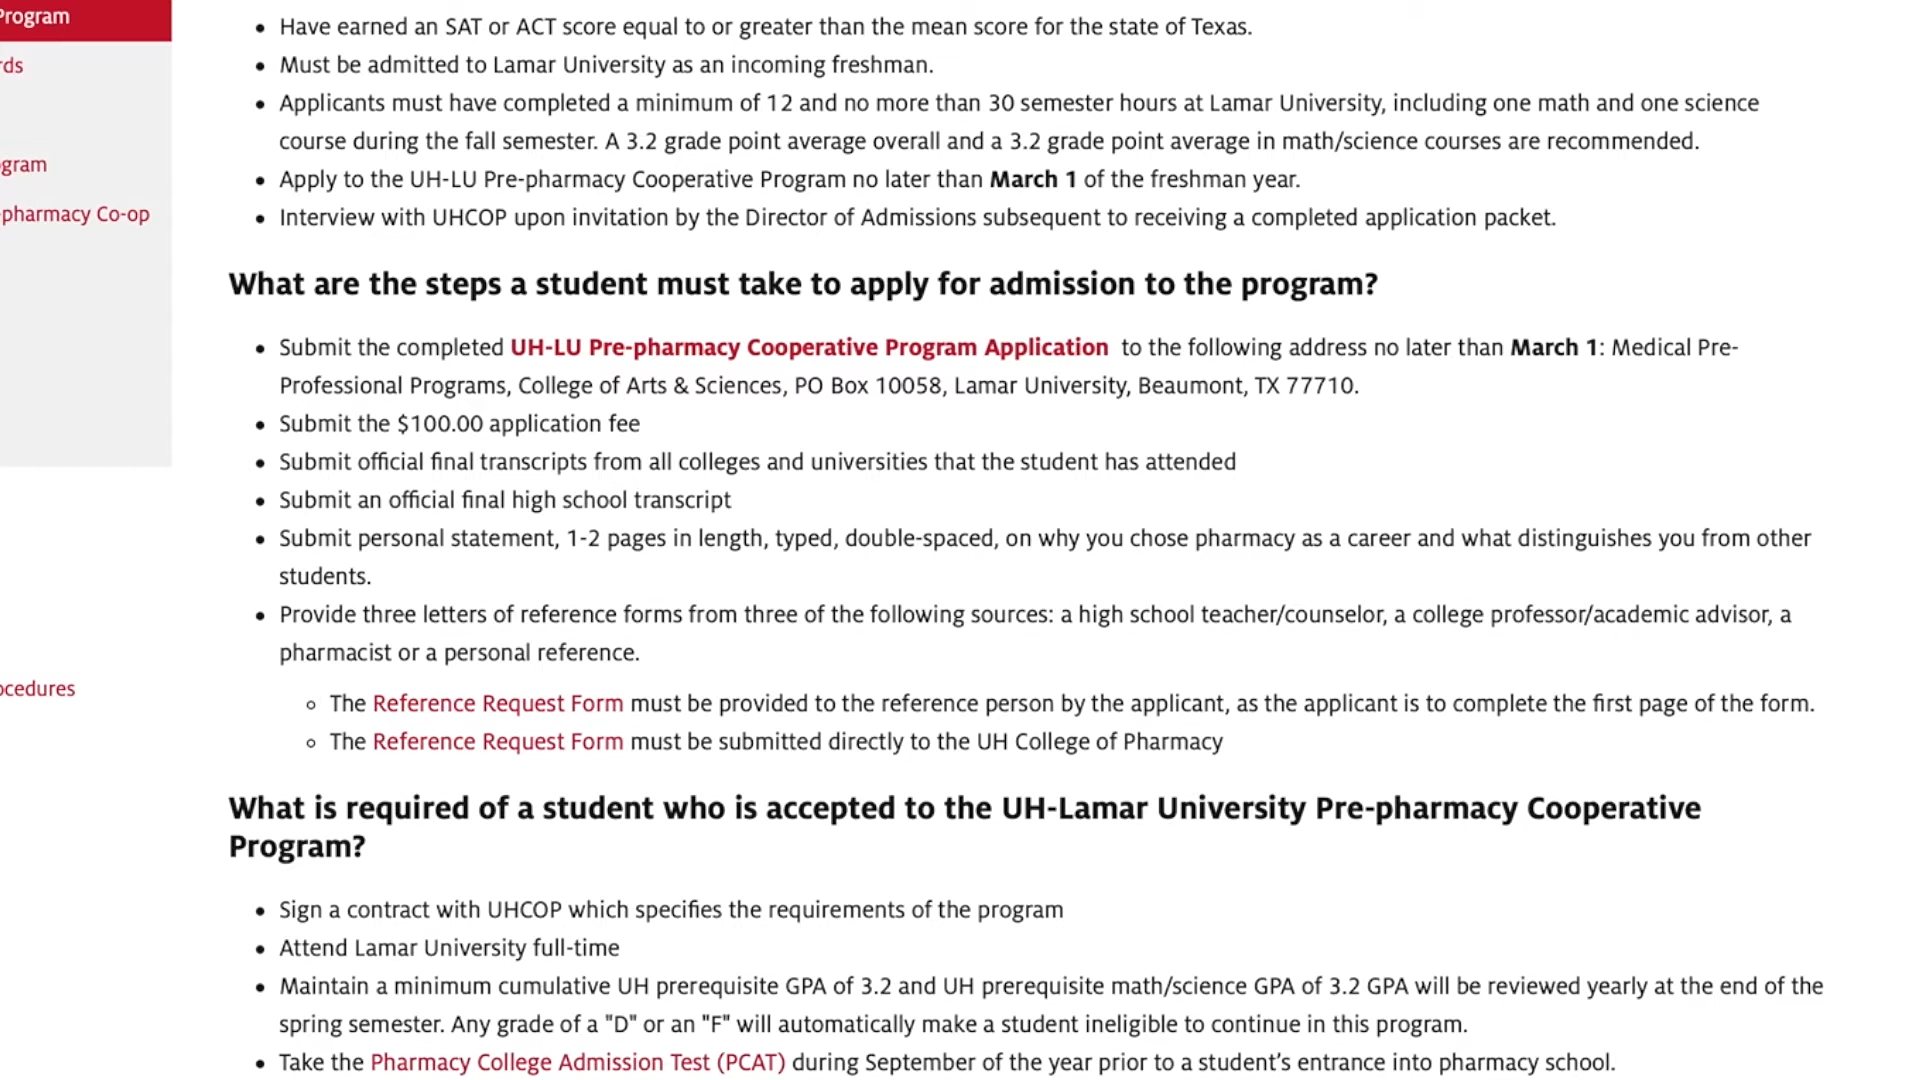 Program
rds
ogram
-pharmacy Co-op
ocedures
• Have earned an SAT or ACT score equal to or greater than the mean score for the state of Texas.
• Must be admitted to Lamar University as an incoming freshman.
• Applicants must have completed a minimum of 12 and no more than 30 semester hours at Lamar University, including one math and one science
course during the fall semester. A 3.2 grade point average overall and a 3.2 grade point average in math/science courses are recommended.
• Apply to the UH-LU Pre-pharmacy Cooperative Program no later than March 1 of the freshman year.
• Interview with UHCOP upon invitation by the Director of Admissions subsequent to receiving a completed application packet.
What are the steps a student must take to apply for admission to the program?
• Submit the completed UH-LU Pre-pharmacy Cooperative Program Application to the following address no later than March 1: Medical Pre-
Professional Programs, College of Arts & Sciences, PO Box 10058, Lamar University, Beaumont, TX 77710.
• Submit the $100.00 application fee
• Submit official final transcripts from all colleges and universities that the student has attended
• Submit an official final high school transcript
• Submit personal statement, 1-2 pages in length, typed, double-spaced, on why you chose pharmacy as a career and what distinguishes you from other
students.
• Provide three letters of reference forms from three of the following sources: a high school teacher/counselor, a college professor/academic advisor, a
pharmacist or a personal reference.
◦ The Reference Request Form must be provided to the reference person by the applicant, as the applicant is to complete the first page of the form.
◦ The Reference Request Form must be submitted directly to the UH College of Pharmacy
What is required of a student who is accepted to the UH-Lamar University Pre-pharmacy Cooperative
Program?
• Sign a contract with UHCOP which specifies the requirements of the program
• Attend Lamar University full-time
• Maintain a minimum cumulative UH prerequisite GPA of 3.2 and UH prerequisite math/science GPA of 3.2 GPA will be reviewed yearly at the end of the
spring semester. Any grade of a "D" or an "F" will automatically make a student ineligible to continue in this program.
• Take the Pharmacy College Admission Test (PCAT) during September of the year prior to a student's entrance into pharmacy school.